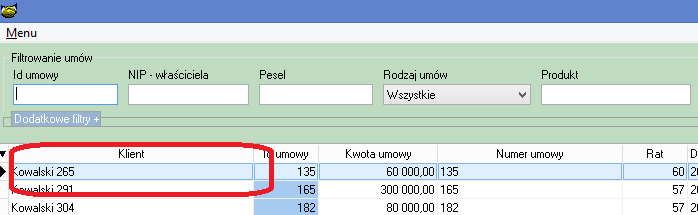 Menu
Filtrowanie umów
Id umowy NIP - właściciela Pesel Rodzaj umów Produkt
Wszystkie
Dodatkowe filtry +
Klient Id umowy Kwota umowy Numer umowy Rat D
Kowalski 265 135 60 000,00 135 60 20
Kowalski 291 165 300 000,00 165 57 20
Kowalski 304 182 80 000,00 182 57 20